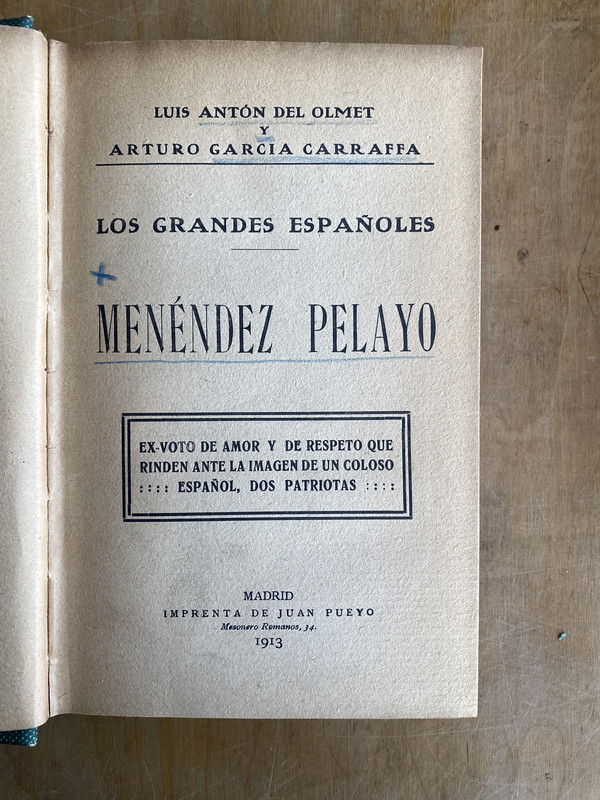 LUIS ANTÓN DEL OLMET
Y
ARTURO GARCIA CARRAFFA
LOS GRANDES ESPAÑOLES
+
MENÉNDEZ PELAYO
EX-VOTO DE AMOR Y DE RESPETO QUE
RINDEN ANTE LA IMAGEN DE UN COLOSO
:::: ESPAÑOL, DOS PATRIOTAS ::::
MADRID
IMPRENTA DE JUAN PUEYO
Mesonero Romanos, 34.
1913